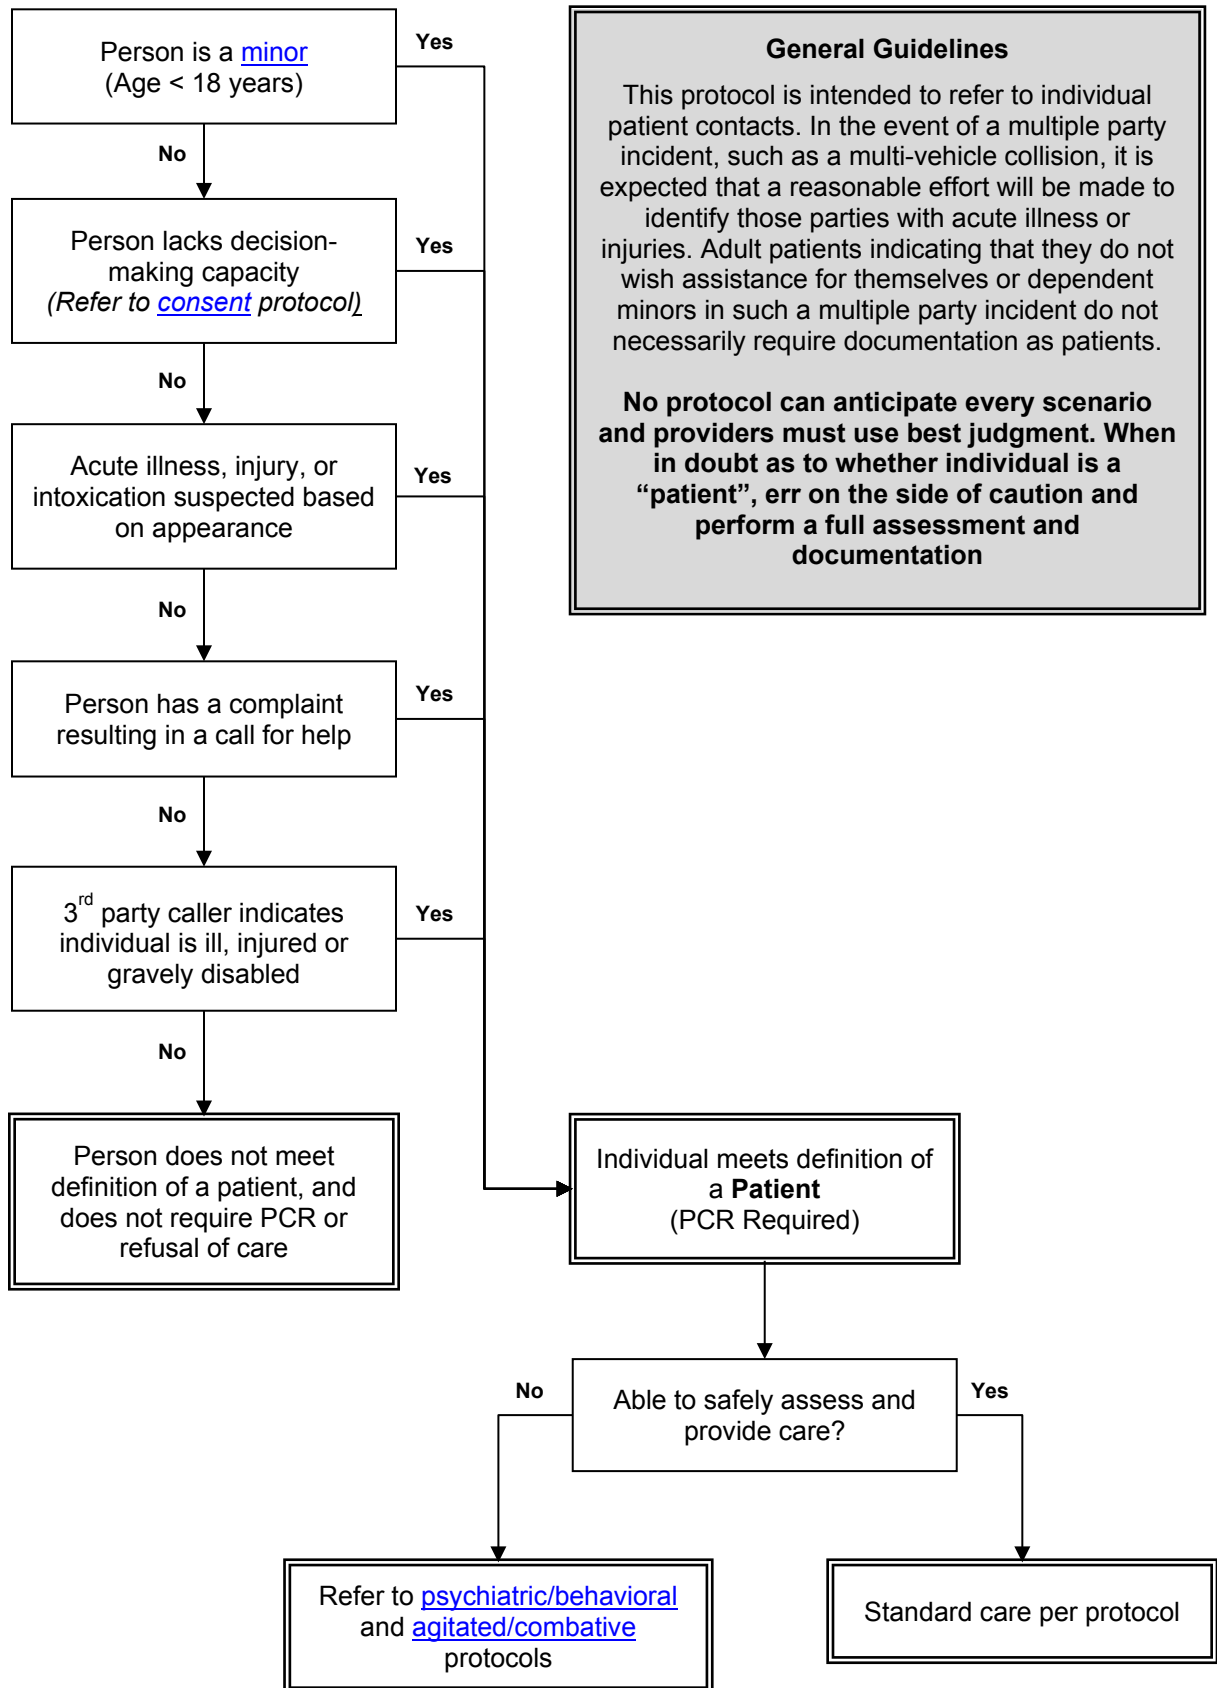 Person is a minor
(Age < 18 years)
Yes
No
Person lacks decision-
making capacity
(Refer to consent protocol)
Yes
No
Acute illness, injury, or
intoxication suspected based
on appearance
Yes
No
Person has a complaint
resulting in a call for help
Yes
No
3rd party caller indicates
individual is ill, injured or
gravely disabled
Yes
No
Person does not meet
definition of a patient, and
does not require PCR or
refusal of care
General Guidelines
This protocol is intended to refer to individual
patient contacts. In the event of a multiple party
incident, such as a multi-vehicle collision, it is
expected that a reasonable effort will be made to
identify those parties with acute illness or
injuries. Adult patients indicating that they do not
wish assistance for themselves or dependent
minors in such a multiple party incident do not
necessarily require documentation as patients.
No protocol can anticipate every scenario
and providers must use best judgment. When
in doubt as to whether individual is a
“patient”, err on the side of caution and
perform a full assessment and
documentation
Individual meets definition of
a Patient
(PCR Required)
Able to safely assess and
provide care?
No
Yes
Refer to psychiatric/behavioral
and agitated/combative
protocols
Standard care per protocol